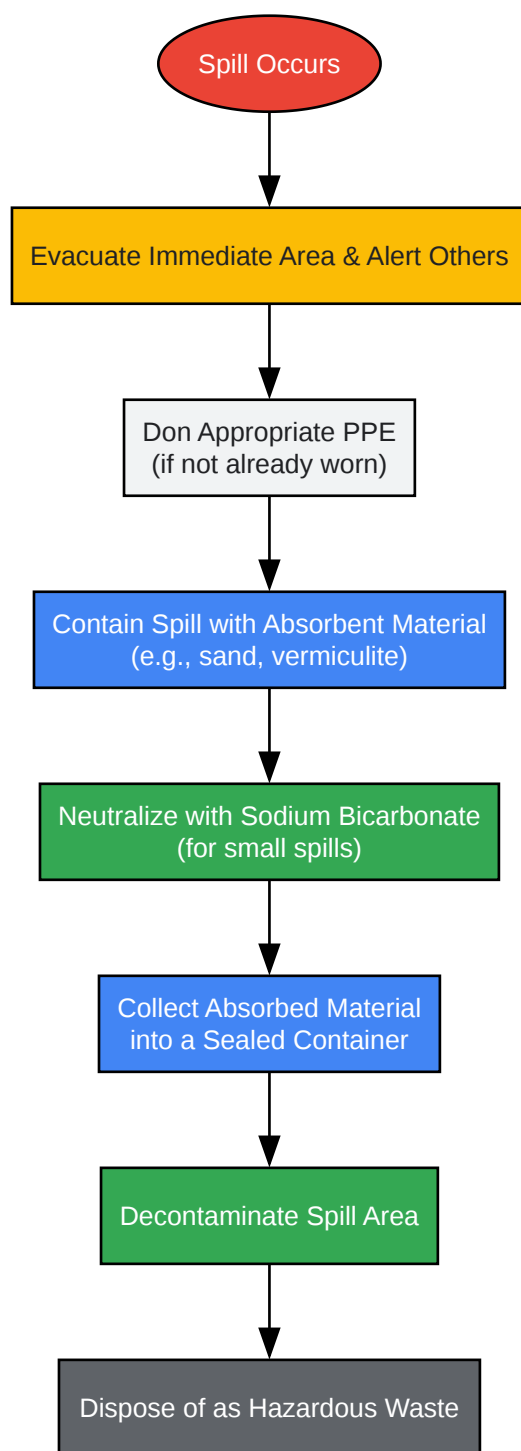 Spill Occurs
Evacuate Immediate Area & Alert Others
Don Appropriate PPE
(if not already worn)
Contain Spill with Absorbent Material
(e.g., sand, vermiculite)
Neutralize with Sodium Bicarbonate
(for small spills)
Collect Absorbed Material
into a Sealed Container
Decontaminate Spill Area
Dispose of as Hazardous Waste